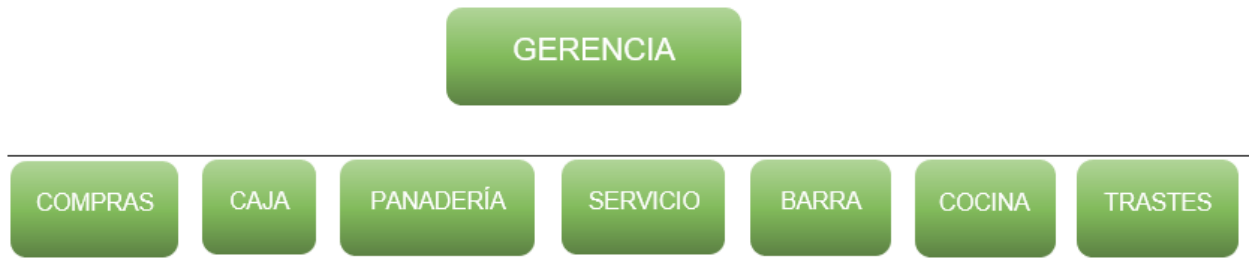 GERENCIA
COMPRAS
CAJA
PANADERÍA
SERVICIO
BARRA
COCINA
TRASTES